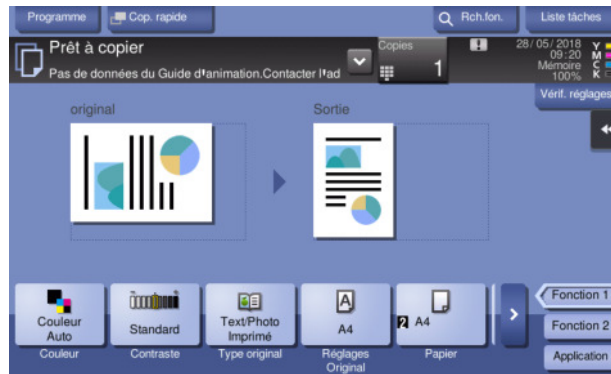 Programme
Cop. rapide
Rch.fon.
Liste tâches
Prêt à copier
Pas de données du Guide d'animation.Contacter l'ad
Copies
1
28/05/2018
09:20
Mémoire
100%
Y
M
C
K
Vérif. réglages
original
Sortie
Couleur
Auto
Couleur
Standard
Contraste
Text/Photo
Imprimé
Type original
A
A4
Réglages
Original
2 A4
Papier
Fonction 1
Fonction 2
Application